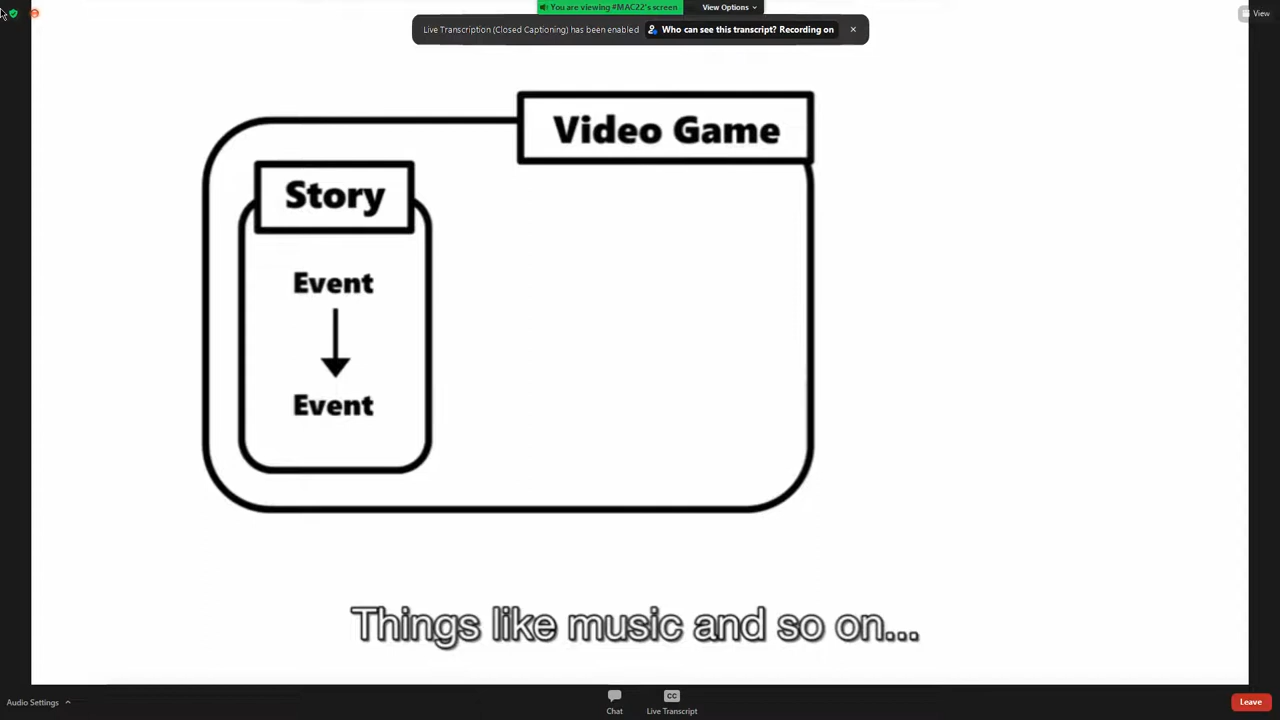 You are viewing #MAC22's screen
View Options
View
Live Transcription (Closed Captioning) has been enabled
Who can see this transcript? Recording on
Video Game
Story
Event
Event
Things like music and so on...
Audio Settings
Chat
CC
Live Transcript
Leave